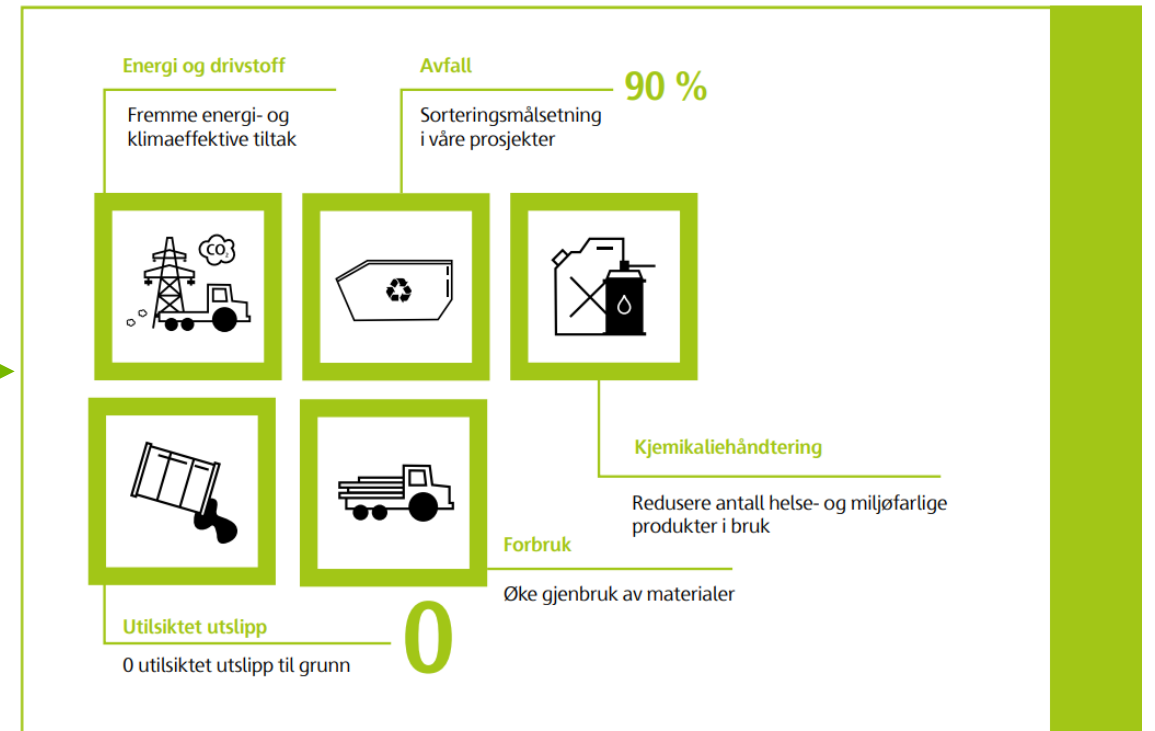 Energi og drivstoff
Fremme energi- og
klimaeffektive tiltak
Avfall
90 %
Sorteringsmålsetning
i våre prosjekter
CO₂
Kjemikaliehåndtering
Redusere antall helse- og miljøfarlige
produkter i bruk
Forbruk
Øke gjenbruk av materialer
Utilsiktet utslipp
0
0 utilsiktet utslipp til grunn